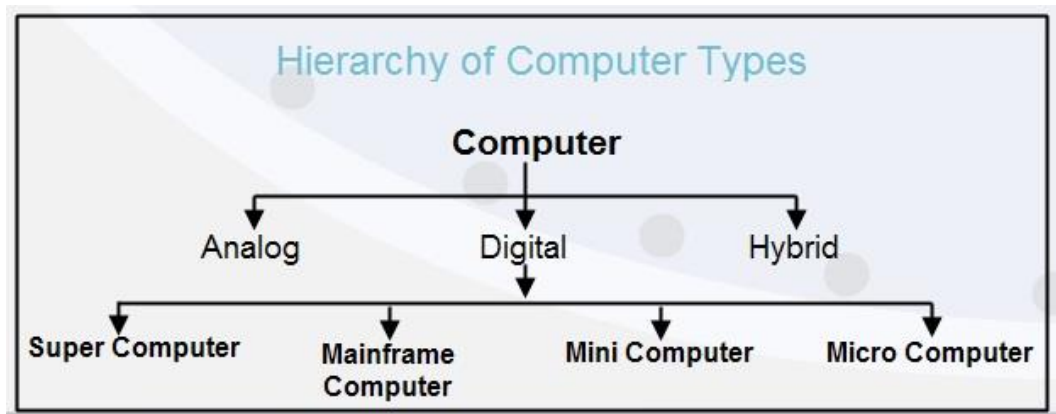 Hierarchy of Computer Types
Computer
Analog Digital Hybrid
Super Computer Mainframe Computer Mini Computer Micro Computer